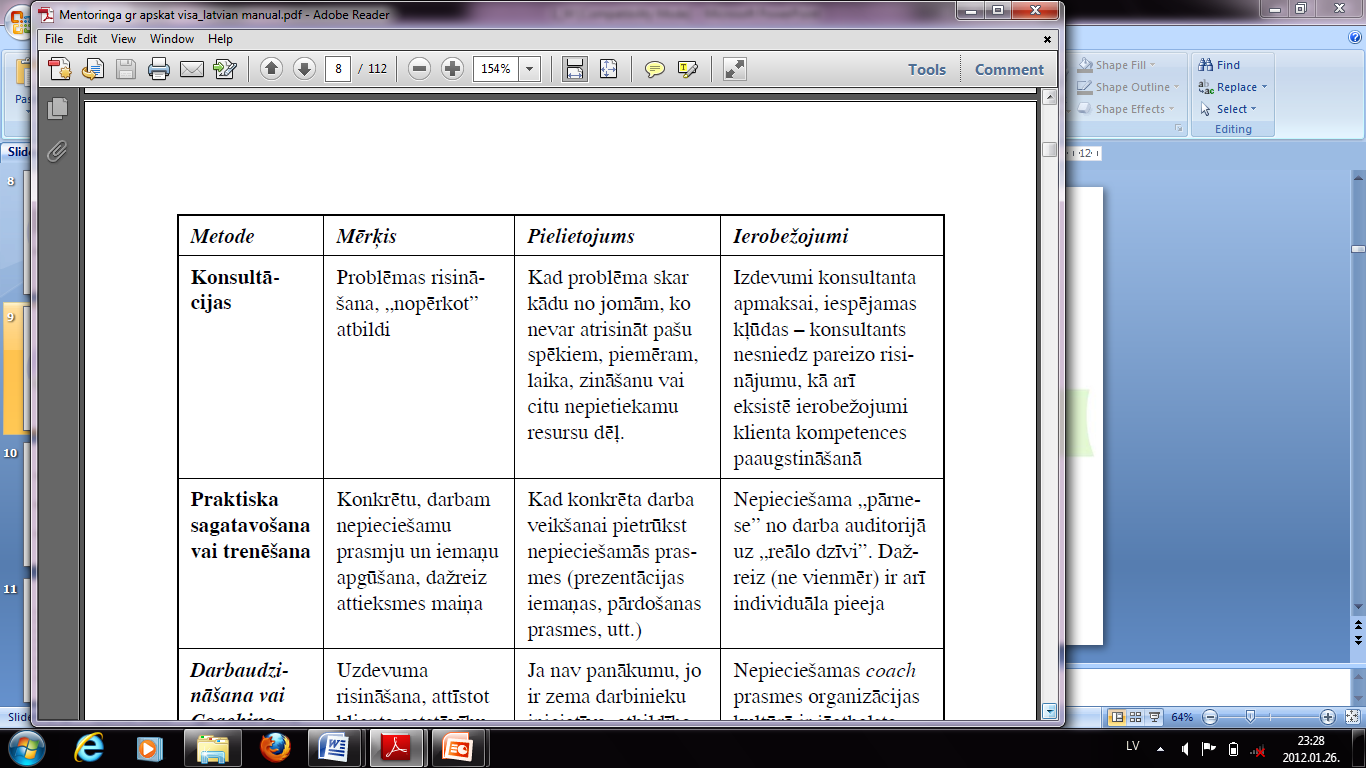 Mentoringa gr apskat visa_latvian manual.pdf - Adobe Reader
File Edit View Window Help
8 / 112 154% Tools Comment
Shape Fill
Shape Outline
Shape Effects
Find
Replace
Select
Editing
12
8
9
10
11
Metode Mērķis Pielietojums Ierobežojumi
Konsultā-
cijas
Problēmas risinā-
šana, „nopērkot”
atbildi
Kad problēma skar
kādu no jomām, ko
nevar atrisināt pašu
spēkiem, piemēram,
laika, zināšanu vai
citu nepietiekamu
resursu dēļ.
Izdevumi konsultanta
apmaksai, iespējamas
kļūdas – konsultants
nesniedz pareizo risi-
nājumu, kā arī
eksistē ierobežojumi
klienta kompetences
paaugstināšanā
Praktiska
sagatavošana
vai trenēšana
Konkrētu, darbam
nepieciešamu
prasmju un iemaņu
apgūšana, dažreiz
attieksmes maiņa
Kad konkrēta darba
veikšanai pietrūkst
nepieciešamās pras-
mes (prezentācijas
iemaņas, pārdošanas
prasmes, utt.)
Nepieciešama „pārne-
se” no darba auditorijā
uz „reālo dzīvi”. Daž-
reiz (ne vienmēr) ir arī
individuāla pieeja
Darbaudzi-
nāšana vai
Uzdevuma
risināšana, attīstot
Ja nav panākumu, jo
ir zema darbinieku
Nepieciešamas coach
prasmes organizācijas
64%
LV
23:28
2012.01.26.